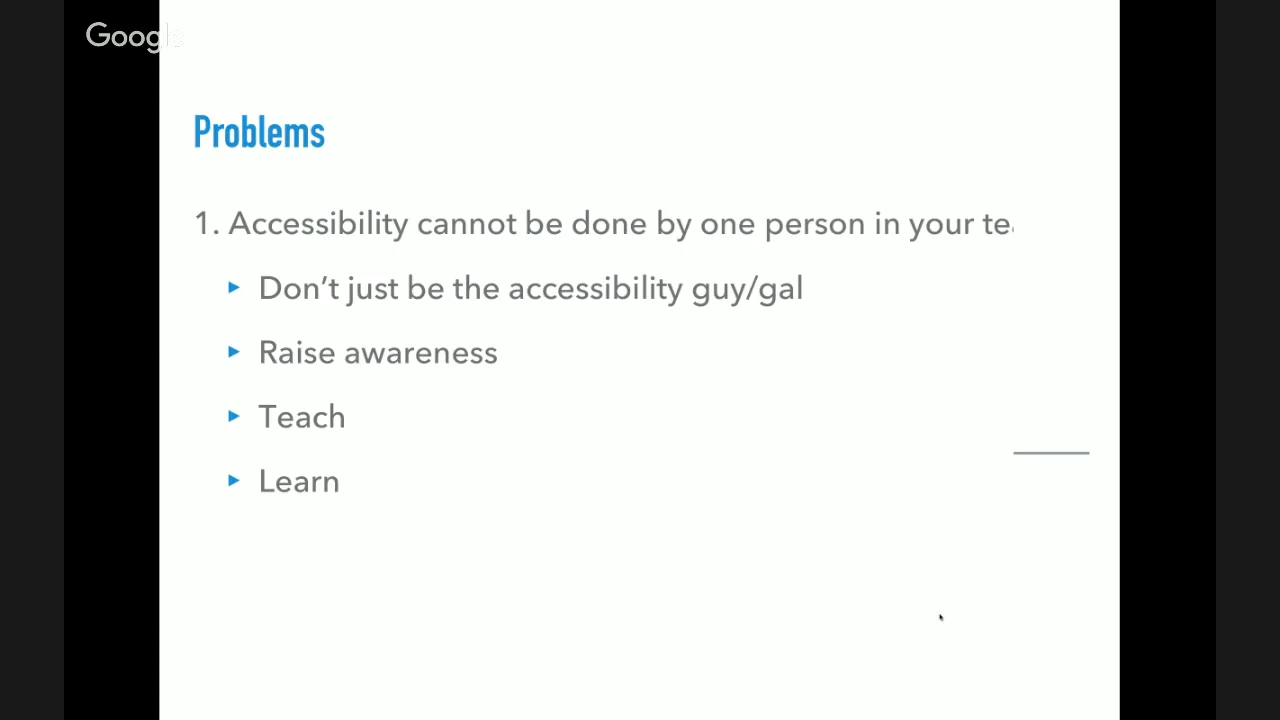 Google
Problems
1. Accessibility cannot be done by one person in your
Don't just be the accessibility guy/gal
Raise awareness
Teach
Learn